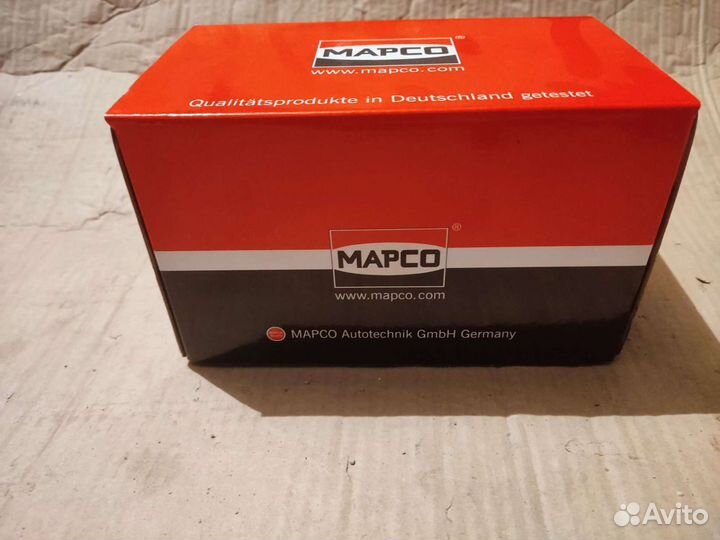 MAPCO®
www.mapco.com
Qualitätsprodukte in Deutschland getestet
MAPCO®
www.mapco.com
MAPCO Autotechnik GmbH Germany
Avito